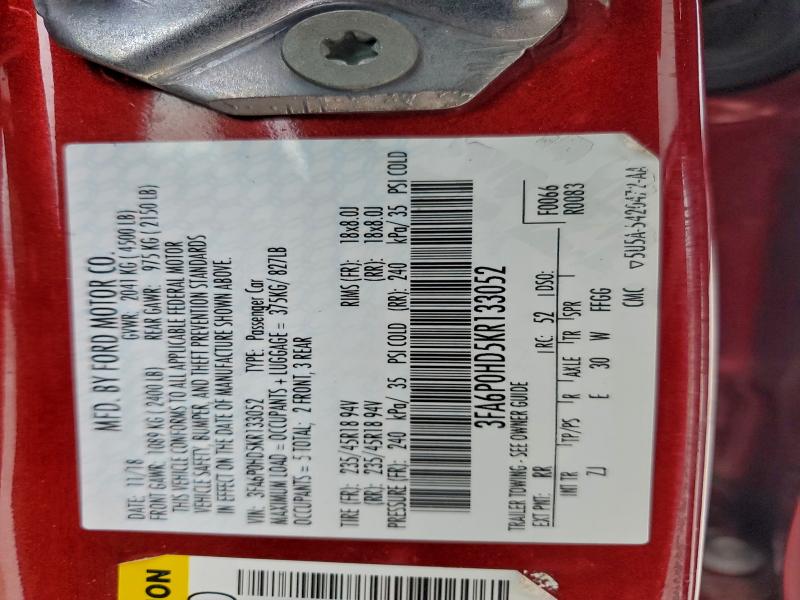 MFD. BY FORD MOTOR CO.
DATE: 11/18 GVWR: 2041 KG ( 4500 LB)
FRONT GAWR: 1089 KG ( 2400 LB) REAR GAWR: 975 KG ( 2150 LB)
THIS VEHICLE CONFORMS TO ALL APPLICABLE FEDERAL MOTOR
VEHICLE SAFETY, BUMPER, AND THEFT PREVENTION STANDARDS
IN EFFECT ON THE DATE OF MANUFACTURE SHOWN ABOVE.
VIN: 3FA6P0HD5KR133052 TYPE: Passenger Car
MAXIMUM LOAD = OCCUPANTS + LUGGAGE = 375KG/ 827LB
OCCUPANTS = 5 TOTAL; 2 FRONT, 3 REAR
TIRE (FR): 235/45R18 94V RIMS (FR): 18x8.0J
(RR): 235/45R18 94V (RR): 18x8.0J
PRESSURE (FR): 240 kPa/ 35 PSI COLD (RR): 240 kPa/ 35 PSI COLD
3FA6P0HD5KR133052
TRAILER TOWING - SEE OWNER GUIDE
EXT PNT: RR RC: 52 DSO: F0066
R0083
INT TR TP/PS R AXLE TR SPR
ZJ E 30 W FFGG
CMC
ION